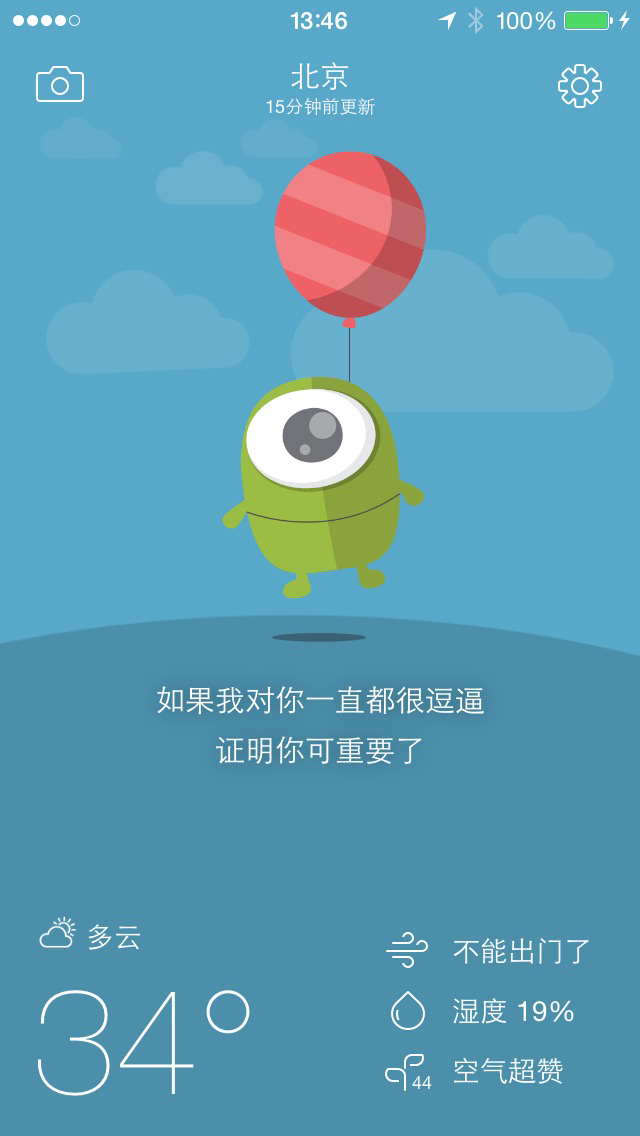 13:46
100%
北京
15分钟前更新
如果我对你一直都很逗逼
证明你可重要了
多云
34°
不能出门了
湿度 19%
44
空气超赞